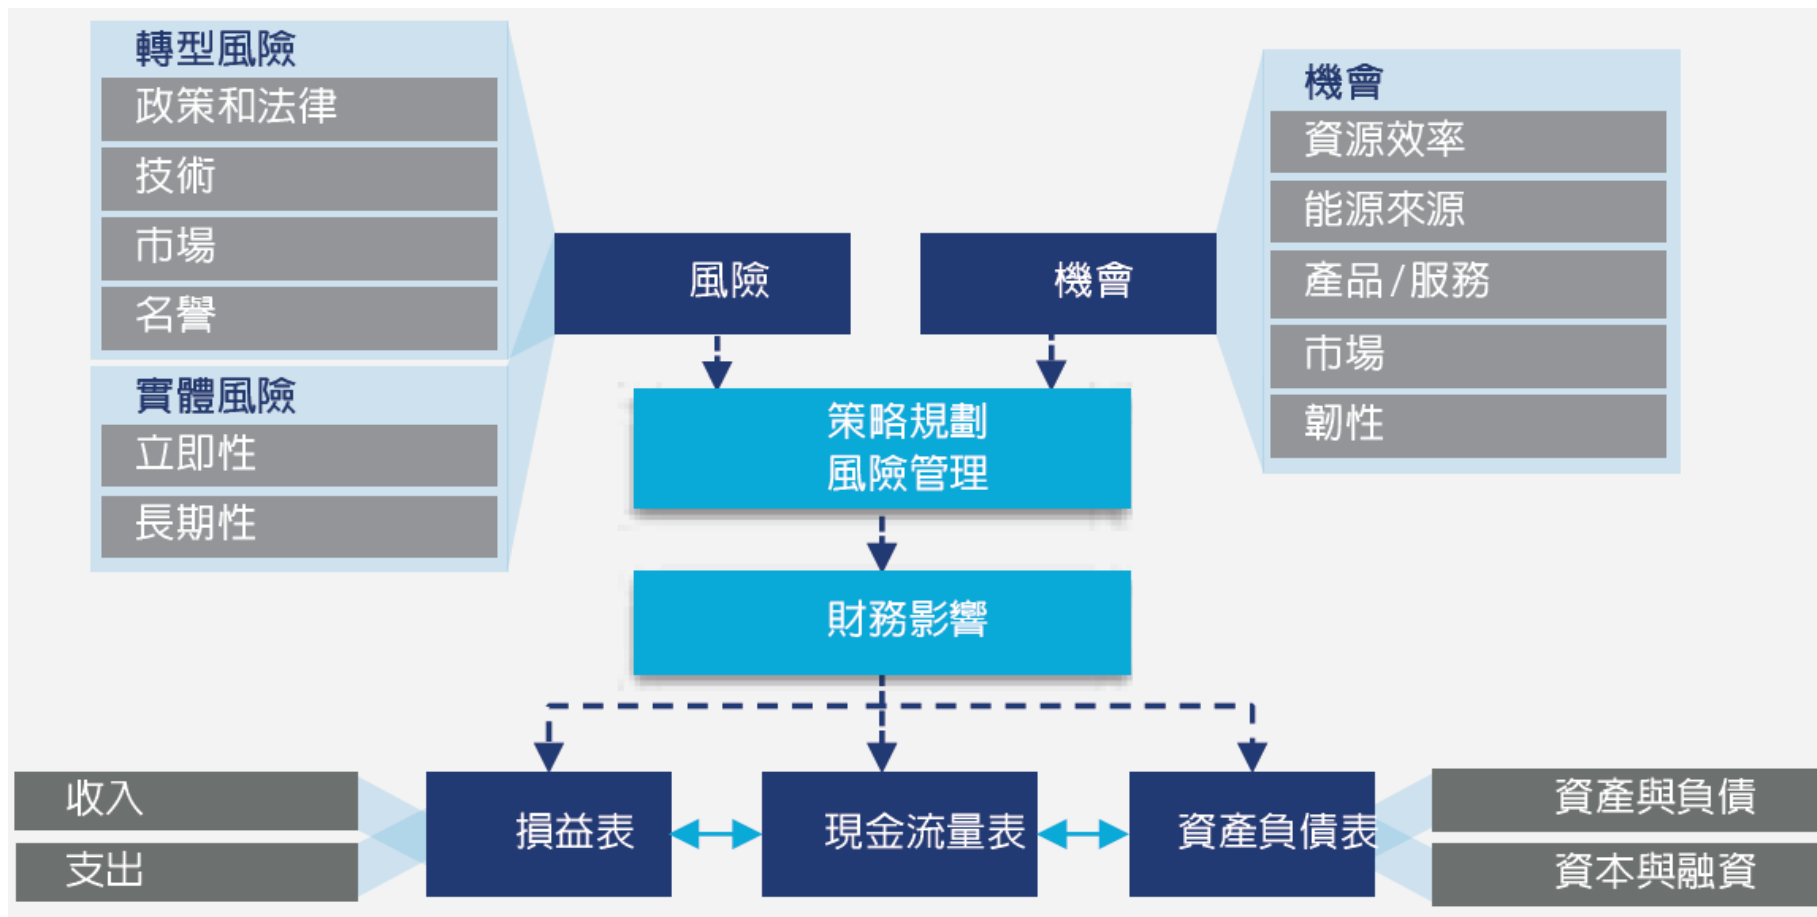 轉型風險
政策和法律
技術
市場
名譽
實體風險
立即性
長期性
風險
機會
機會
資源效率
能源來源
產品/服務
市場
韌性
策略規劃
風險管理
財務影響
收入
支出
損益表
現金流量表
資產負債表
資產與負債
資本與融資